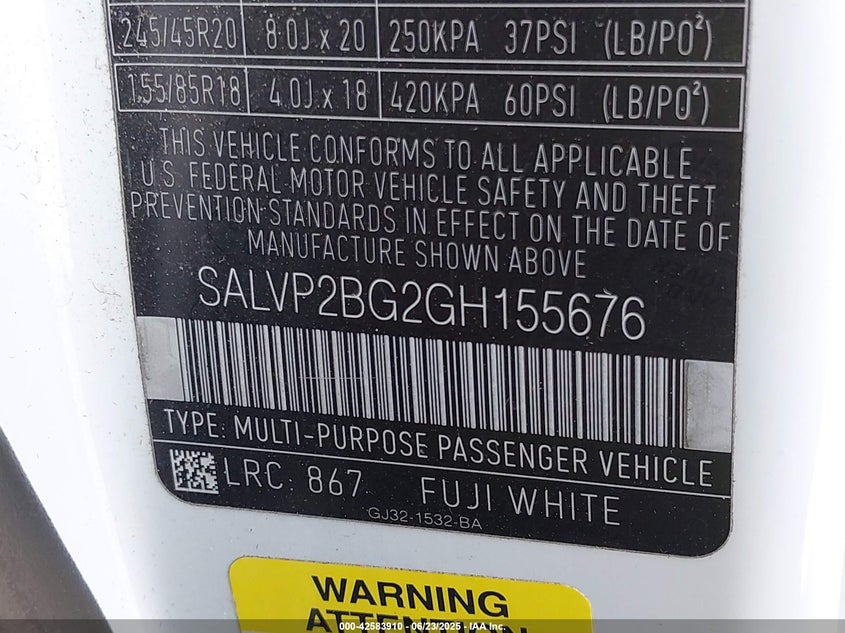 245/45R20 8.0J x 20 250KPA 37PSI (LB/PO²)
155/85R18 4.0J x 18 420KPA 60PSI (LB/PO²)
THIS VEHICLE CONFORMS TO ALL APPLICABLE
U.S. FEDERAL MOTOR VEHICLE SAFETY AND THEFT
PREVENTION STANDARDS IN EFFECT ON THE DATE OF
MANUFACTURE SHOWN ABOVE
SALVP2BG2GH155676
TYPE: MULTI-PURPOSE PASSENGER VEHICLE
LRC: 867 FUJI WHITE
GJ32-1532-BA
WARNING
ATTENTION
000-42583910 - 06/23/2025 - IAA Inc.